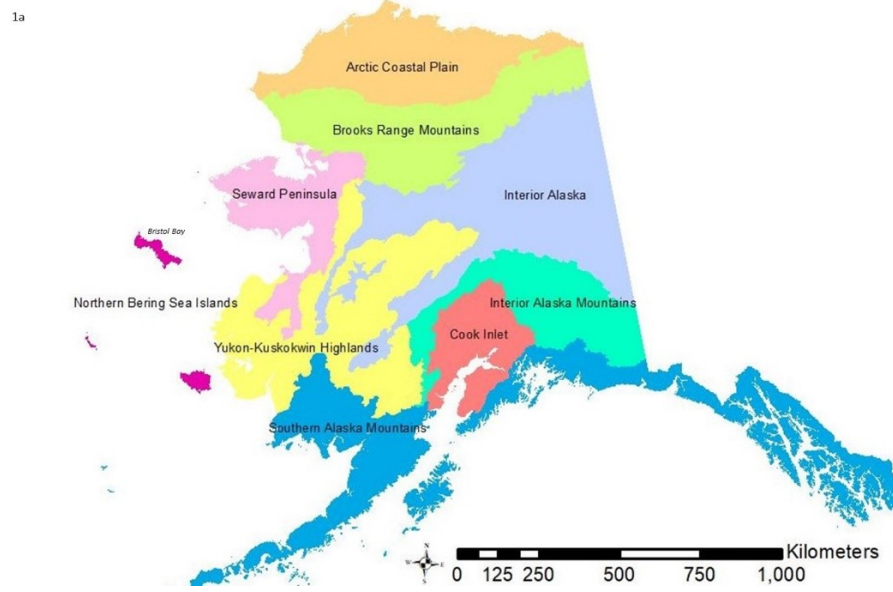 1a
Arctic Coastal Plain
Brooks Range Mountains
Seward Peninsula
Interior Alaska
Bristol Bay
Northern Bering Sea Islands
Interior Alaska Mountains
Cook Inlet
Yukon-Kuskokwin Highlands
Southern Alaska Mountains
N
W
E
S
Kilometers
0 125 250 500 750 1,000